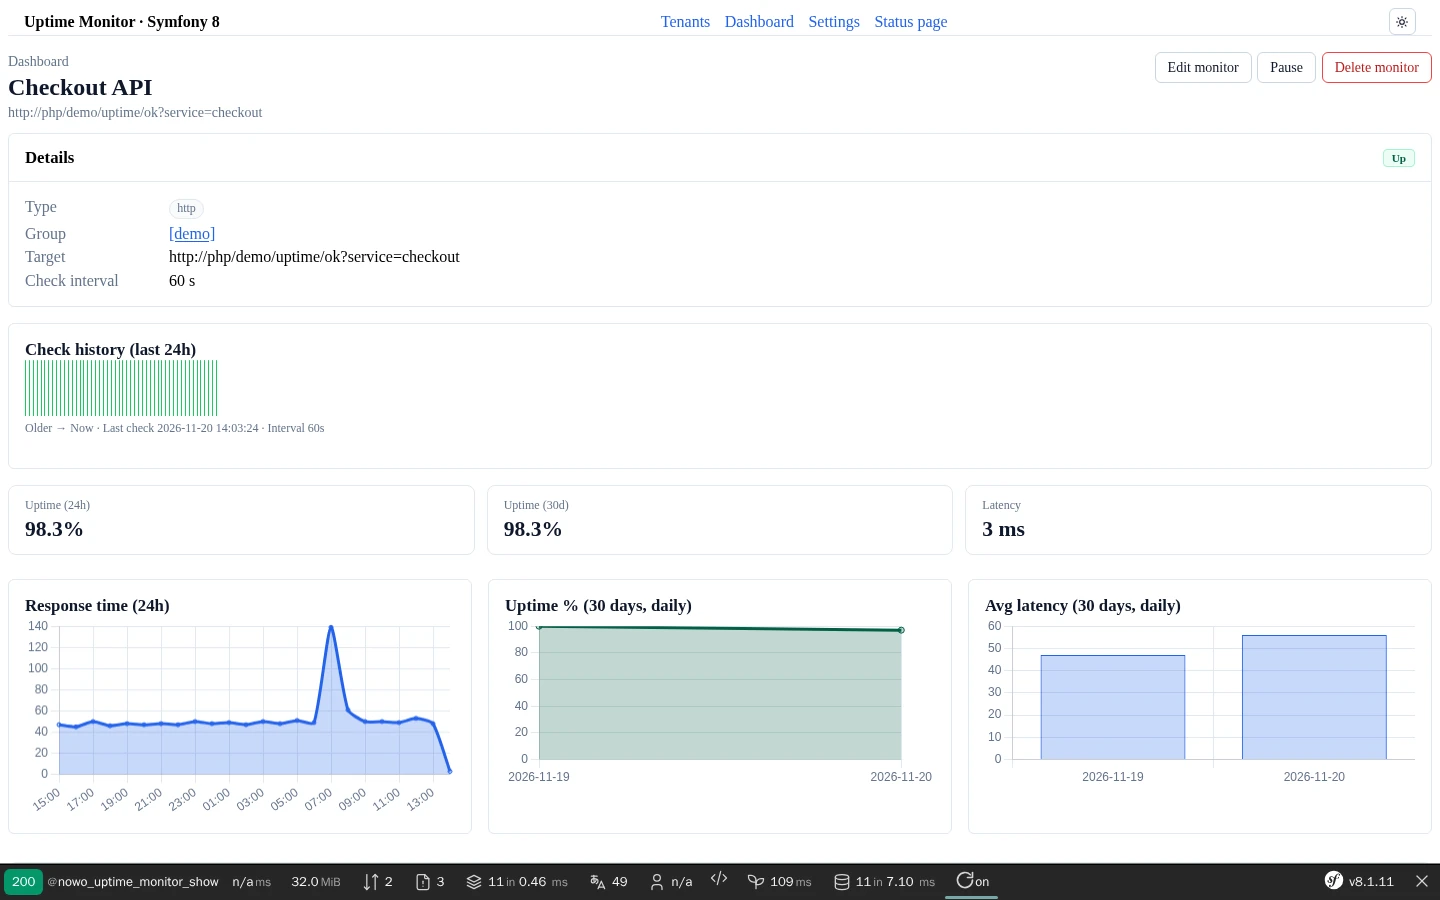 Uptime Monitor · Symfony 8
Tenants Dashboard Settings Status page
Dashboard
Checkout API
http://php/demo/uptime/ok?service=checkout
Edit monitor Pause Delete monitor
Details
Up
Type http
Group [demo]
Target http://php/demo/uptime/ok?service=checkout
Check interval 60 s
Check history (last 24h)
Older → Now · Last check 2026-11-20 14:03:24 · Interval 60s
Uptime (24h)
98.3%
Uptime (30d)
98.3%
Latency
3 ms
Response time (24h)
140
120
100
80
60
40
20
0
15:00 17:00 19:00 21:00 23:00 01:00 03:00 05:00 07:00 09:00 11:00 13:00
Uptime % (30 days, daily)
100
80
60
40
20
0
2026-11-19 2026-11-20
Avg latency (30 days, daily)
60
50
40
30
20
10
0
2026-11-19 2026-11-20
200 @nowo_uptime_monitor_show n/a ms 32.0 MiB 2 3 11 in 0.46 ms 49 n/a 109 ms 11 in 7.10 ms on sf v8.1.11